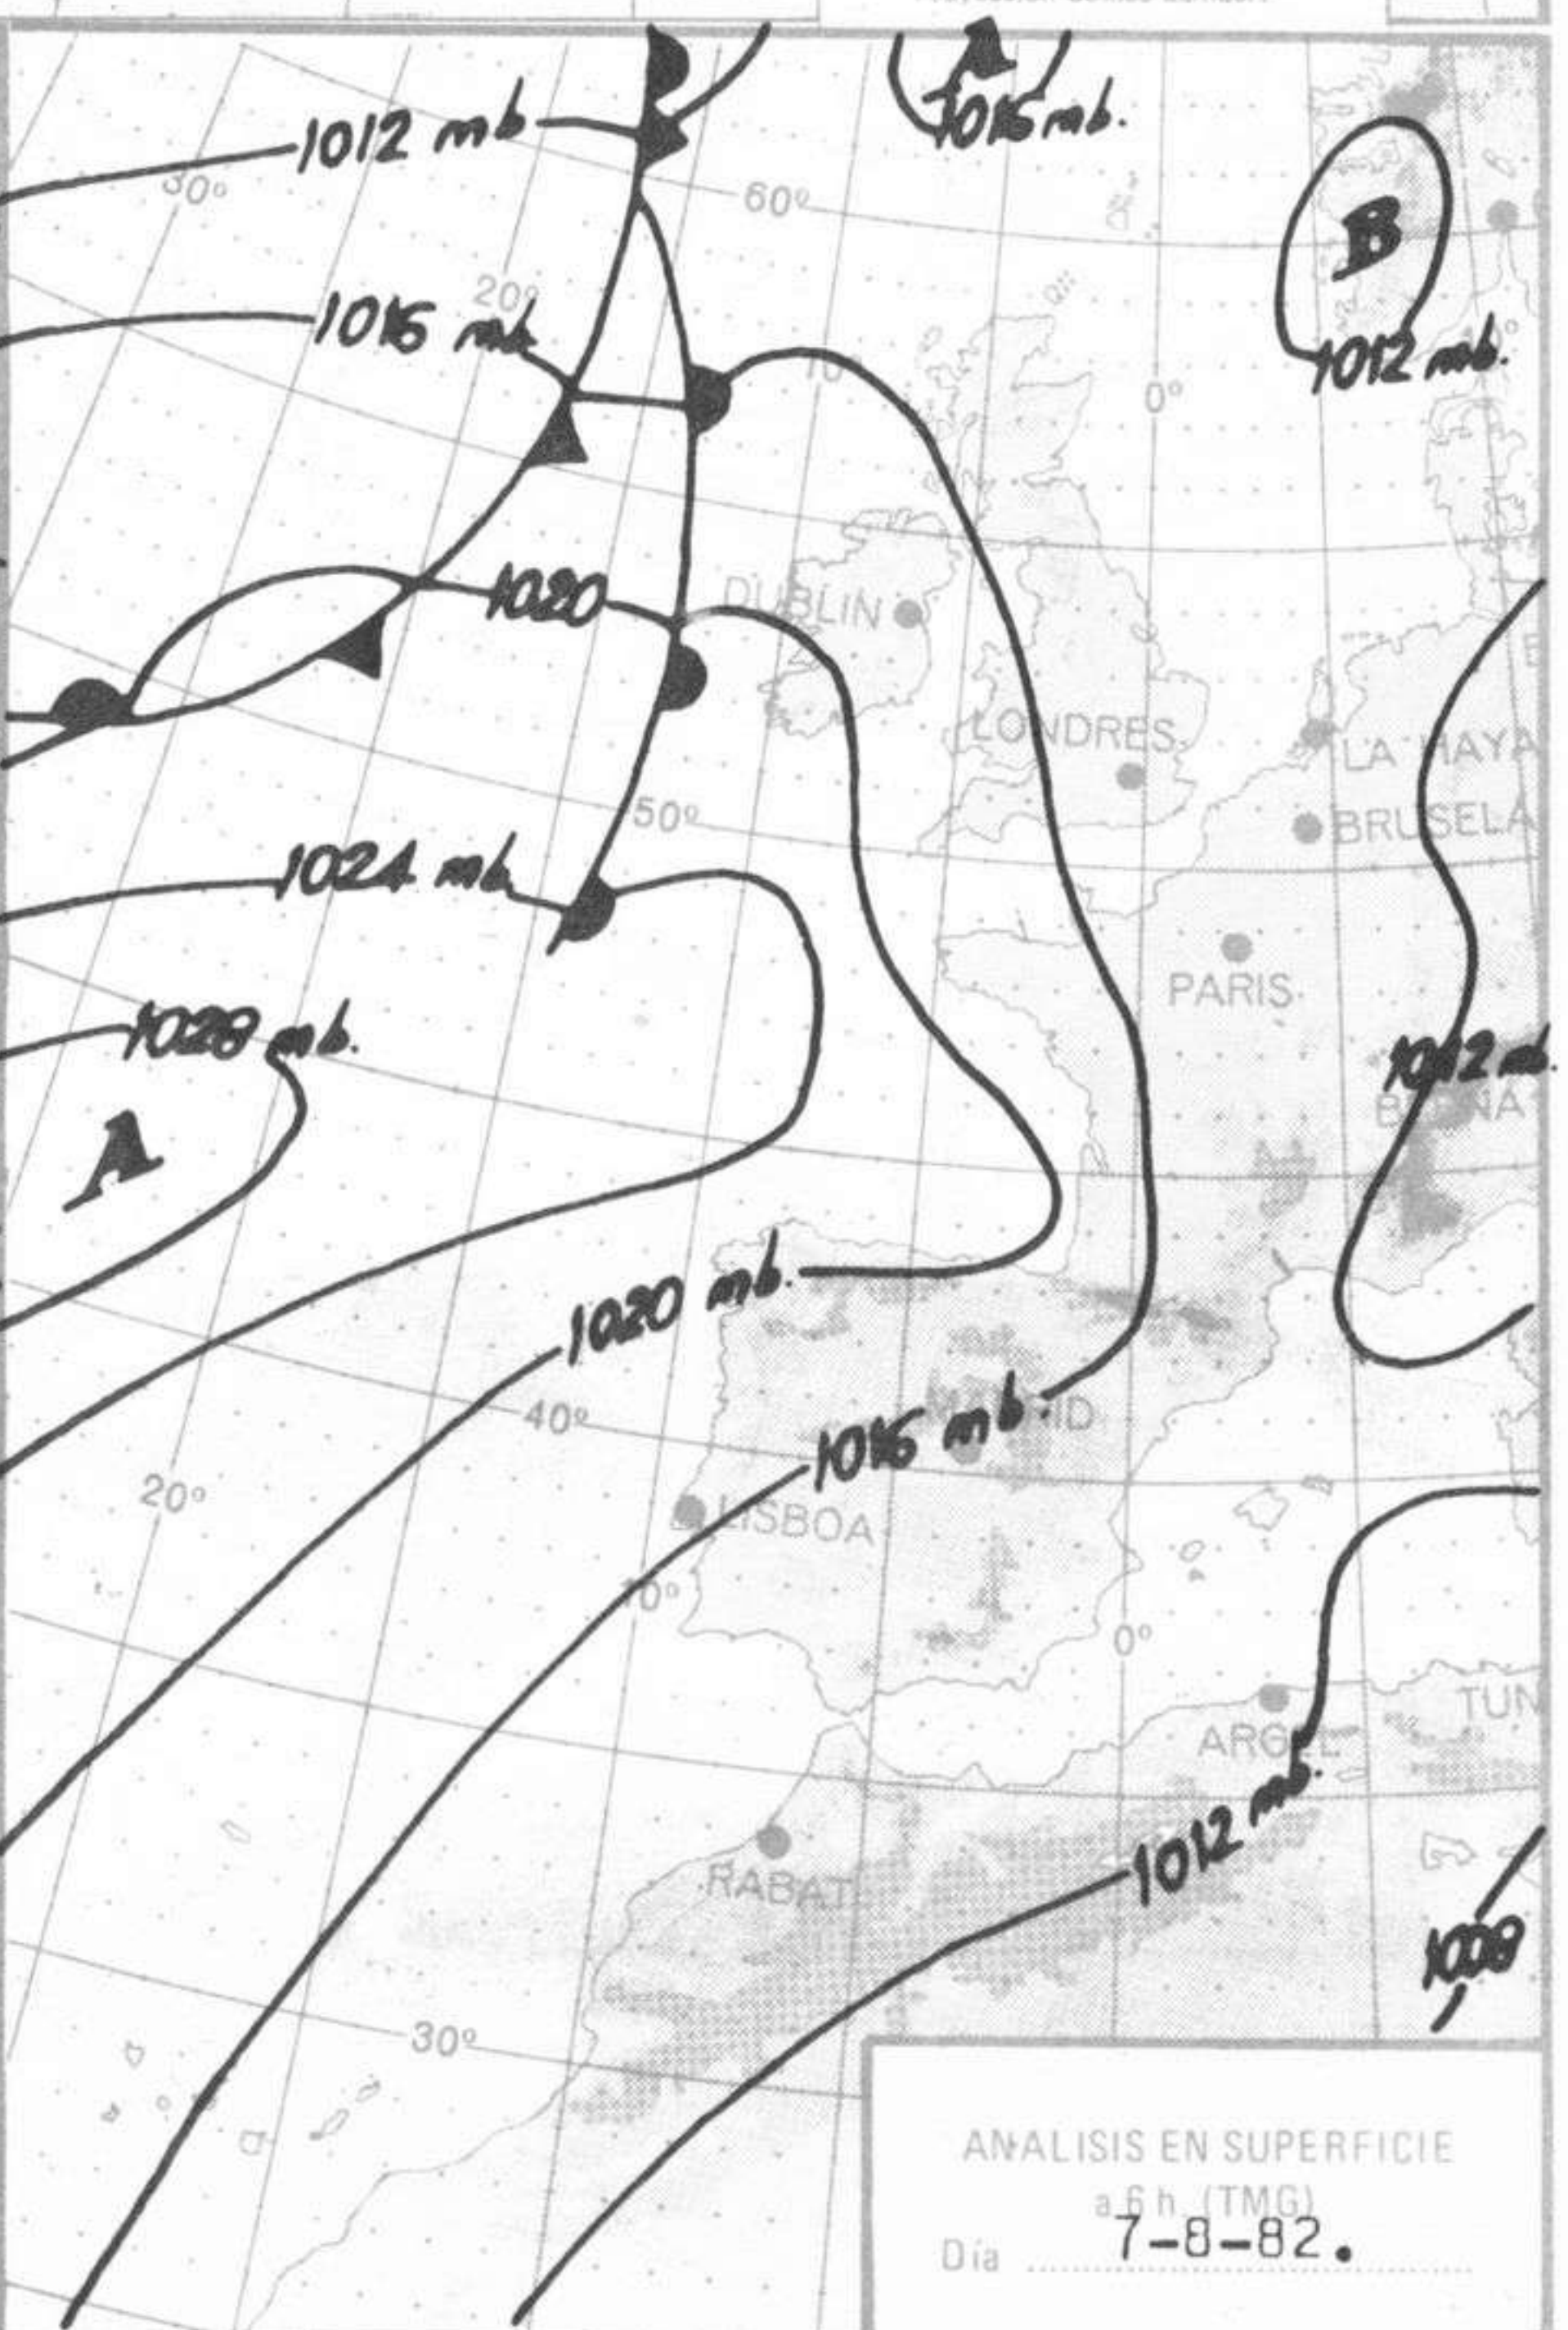 A
1016 mb.
1012 mb
30º
60º
B
20º
1016 mb.
1012 mb.
10º
0º
1020
DUBLIN
LONDRES
LA HAYA
50º
BRUSELA
1024 mb.
PARIS
1028 mb.
1012 mb.
A
1020 mb.
40º
1016 mb.
20º
LISBOA
10º
0º
TUN
ARGEL
1012 mb.
RABAT
1008
30º
ANALISIS EN SUPERFICIE
a 6 h. (TMG)
Día 7-8-82.